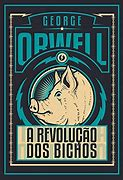 GEORGE
ORWELL
A REVOLUÇÃO
DOS BICHOS